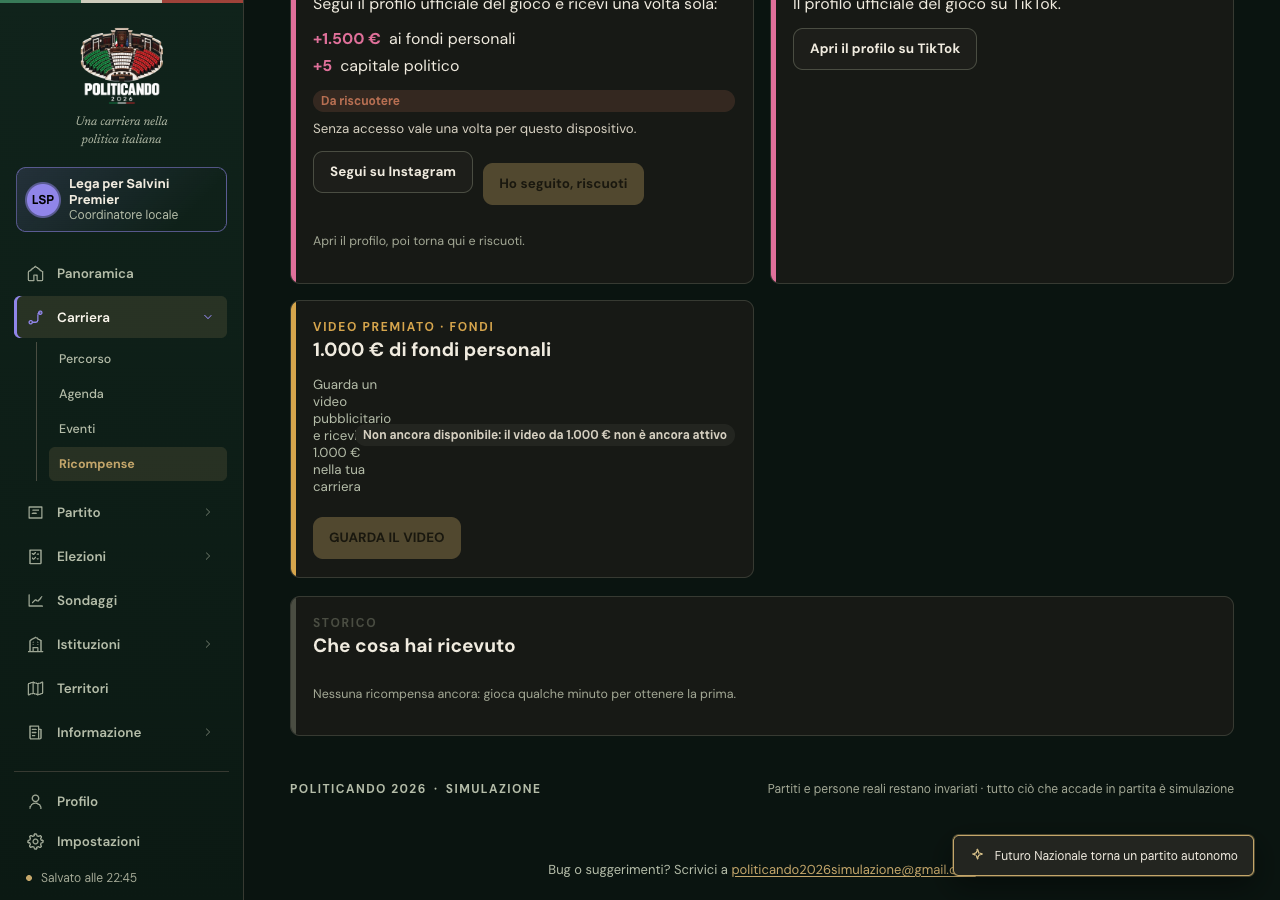 POLITICANDO
2026
Una carriera nella
politica italiana
LSP
Lega per Salvini
Premier
Coordinatore locale
Panoramica
Carriera
Percorso
Agenda
Eventi
Ricompense
Partito
Elezioni
Sondaggi
Istituzioni
Territori
Informazione
Profilo
Impostazioni
Salvato alle 22:45
Segui il profilo ufficiale del gioco e ricevi una volta sola:
+1.500 € ai fondi personali
+5 capitale politico
Da riscuotere
Senza accesso vale una volta per questo dispositivo.
Segui su Instagram
Ho seguito, riscuoti
Apri il profilo, poi torna qui e riscuoti.
Il profilo ufficiale del gioco su TikTok.
Apri il profilo su TikTok
VIDEO PREMIATO · FONDI
1.000 € di fondi personali
Guarda un
video
pubblicitario
e ricevi
1.000 €
nella tua
carriera
Non ancora disponibile: il video da 1.000 € non è ancora attivo
GUARDA IL VIDEO
STORICO
Che cosa hai ricevuto
Nessuna ricompensa ancora: gioca qualche minuto per ottenere la prima.
POLITICANDO 2026 · SIMULAZIONE
Partiti e persone reali restano invariati · tutto ciò che accade in partita è simulazione
Bug o suggerimenti? Scrivici a politicando2026simulazione@gmail.c
Futuro Nazionale torna un partito autonomo